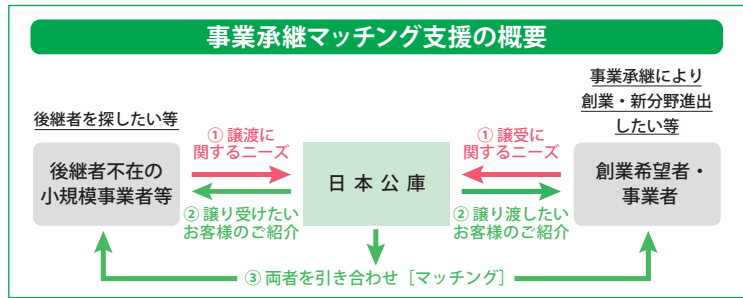 事業承継マッチング支援の概要
後継者を探したい等
後継者不在の
小規模事業者等
① 譲渡に
関するニーズ
② 譲り受けたい
お客様のご紹介
日本公庫
① 譲受に
関するニーズ
② 譲り渡したい
お客様のご紹介
事業承継により
創業・新分野進出
したい等
創業希望者・
事業者
③ 両者を引き合わせ［マッチング］